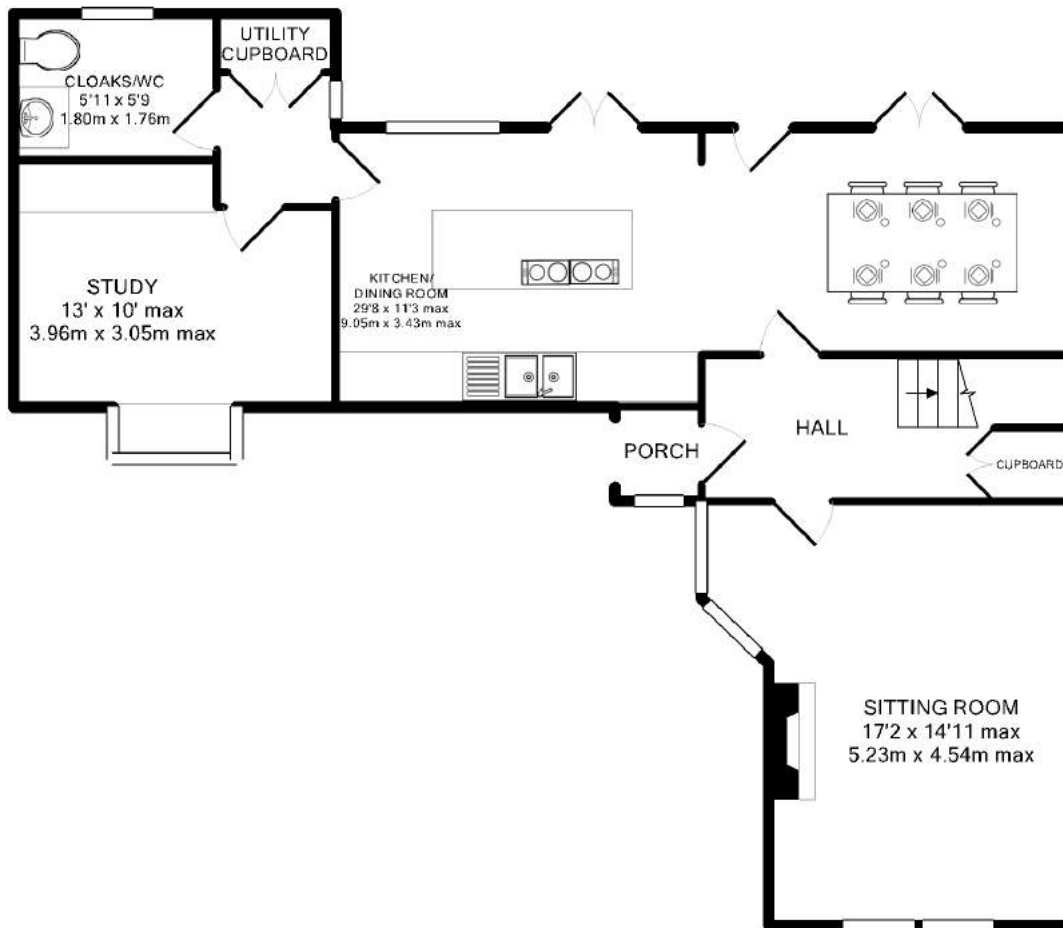 UTILITY
CUPBOARD
CLOAKS/WC
5'11 x 5'9
1.80m x 1.76m
STUDY
13' x 10' max
3.96m x 3.05m max
KITCHEN/
DINING ROOM
29'8 x 11'3 max
9.05m x 3.43m max
HALL
PORCH
CUPBOARD
SITTING ROOM
17'2 x 14'11 max
5.23m x 4.54m max